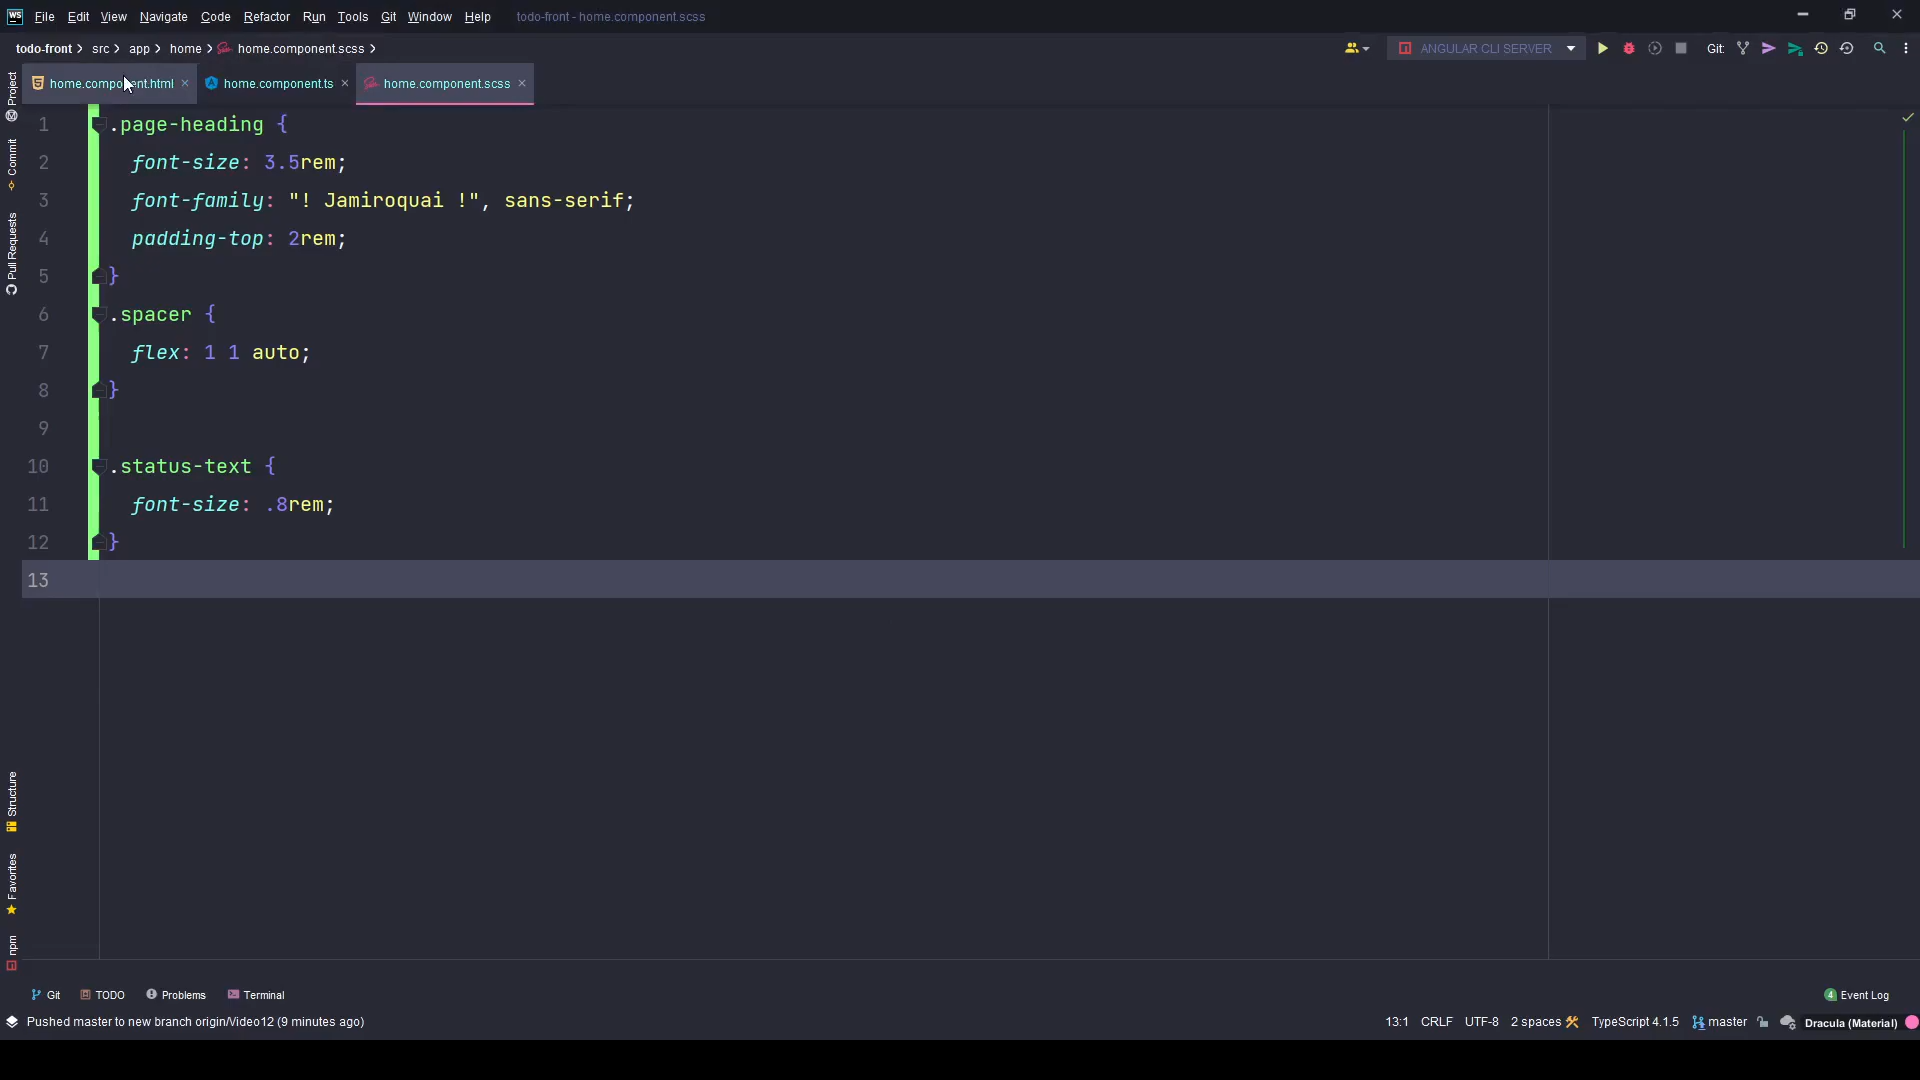 WS File Edit View Navigate Code Refactor Run Tools Git Window Help todo-front - home.component.scss
todo-front > src > app > home > home.component.scss >
ANGULAR CLI SERVER Git:
home.component.html × home.component.ts × home.component.scss ×
Project
Commit
Pull Requests
1 .page-heading {
2 font-size: 3.5rem;
3 font-family: "! Jamiroquai !", sans-serif;
4 padding-top: 2rem;
5 }
6 .spacer {
7 flex: 1 1 auto;
8 }
9
10 .status-text {
11 font-size: .8rem;
12 }
13
Structure
Favorites
npm
Git TODO Problems Terminal 4 Event Log
Pushed master to new branch origin/Video12 (9 minutes ago) 13:1 CRLF UTF-8 2 spaces TypeScript 4.1.5 master Dracula (Material)